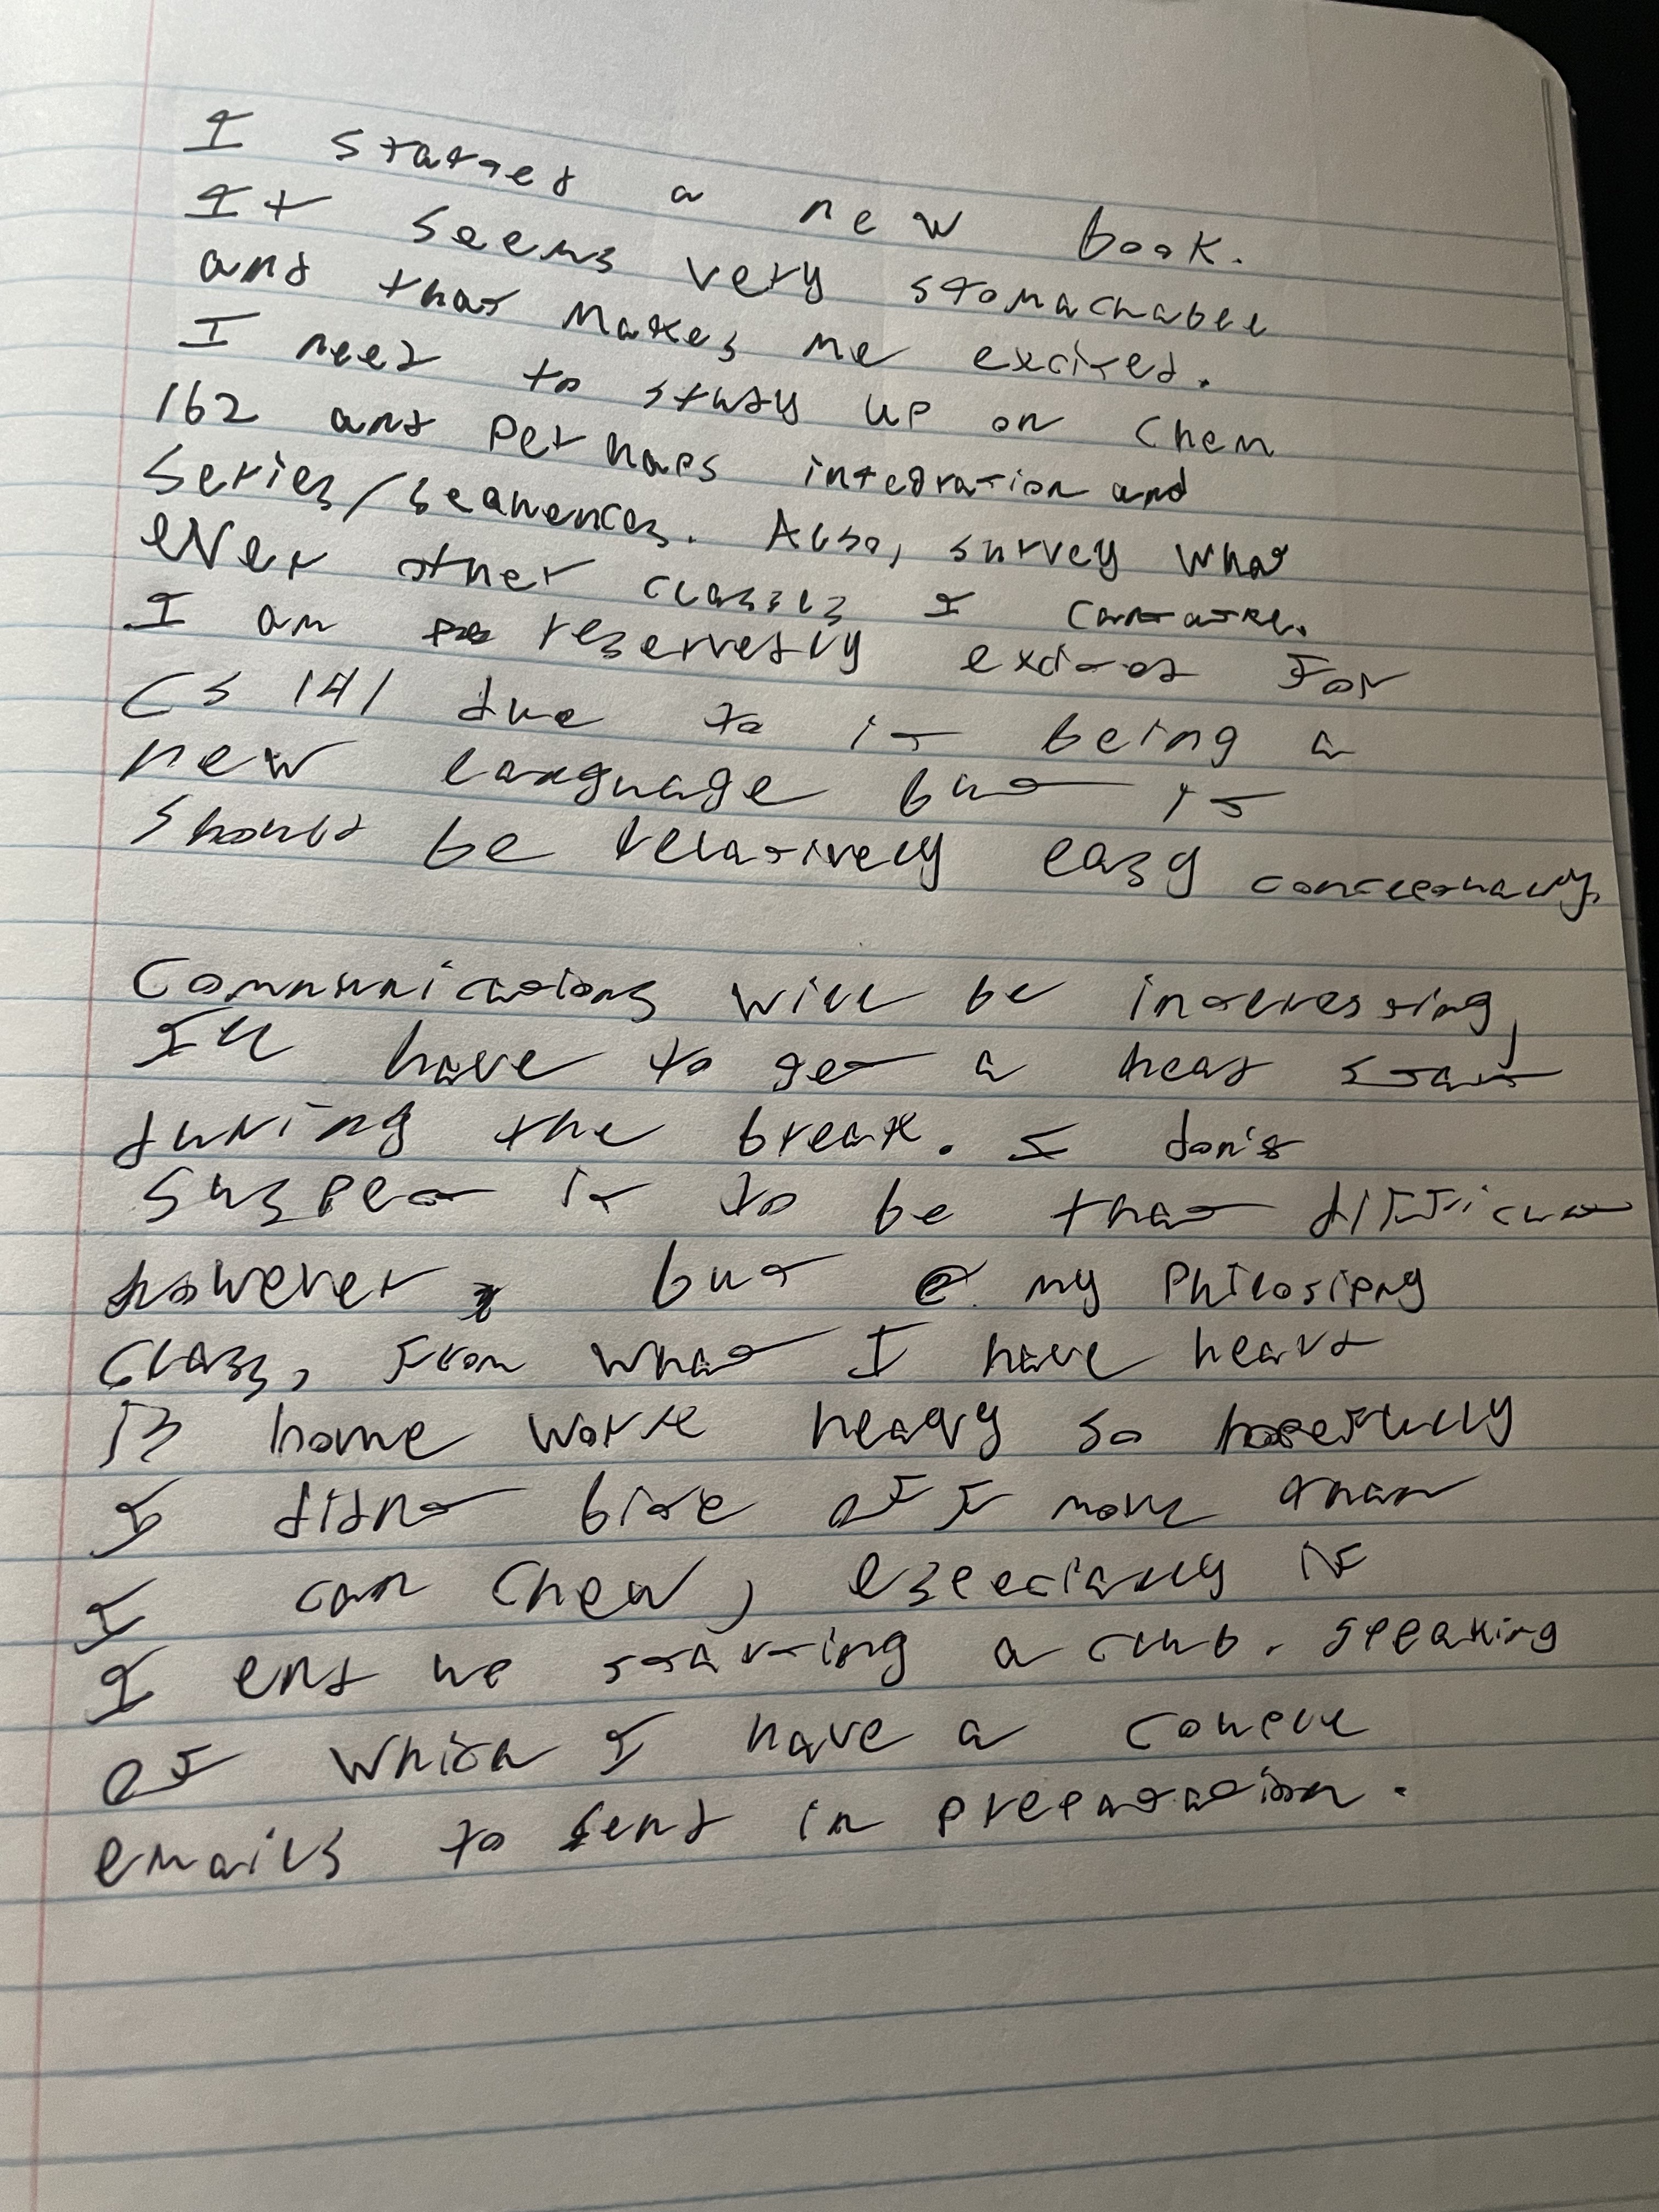 I started a new book.
It seems very stomachable
and that makes me excited.
I need to study up on Chem
162 and perhaps integration and
series/sequences. Also, survey what
ever other classes I can take.
I am reservedly excited for
CS 141 due to it being a
new language but it
should be relatively easy conceptually.
Communications will be interesting,
I'll have to get a head start
during the break. I don't
suspect it to be that difficult
however, but my Philosiphy
class, from what I have heard
is home work heavy so hopefully
I didn't bite off more than
I can chew, especially if
I end up starting a club. Speaking
of which I have a couple
emails to send in preparation.